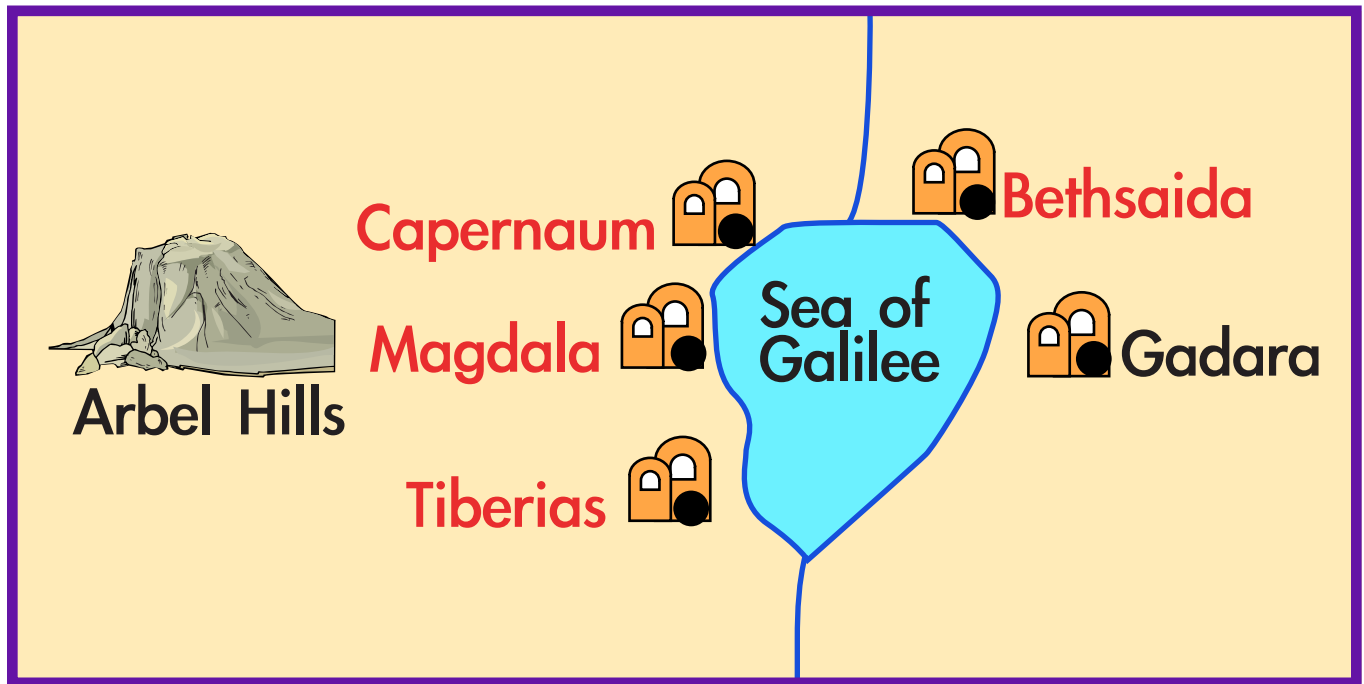 Bethsaida
Capernaum
Sea of
Galilee
Magdala
Gadara
Arbel Hills
Tiberias